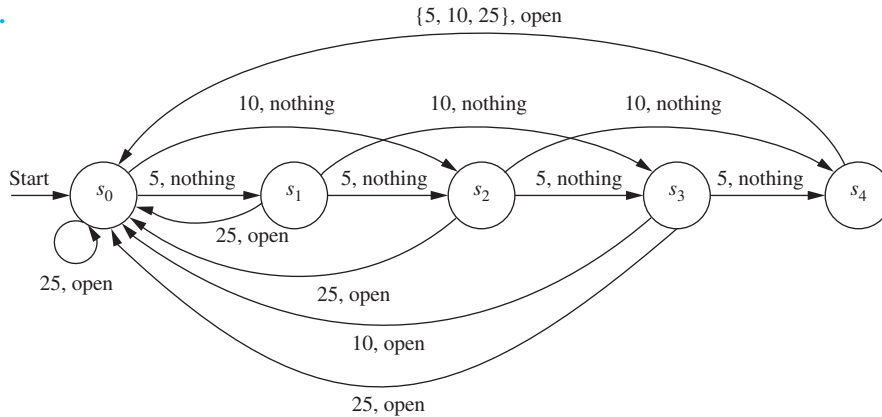 {5, 10, 25}, open
10, nothing
10, nothing
10, nothing
Start
s0
5, nothing
s1
5, nothing
s2
5, nothing
s3
5, nothing
s4
25, open
25, open
25, open
10, open
25, open